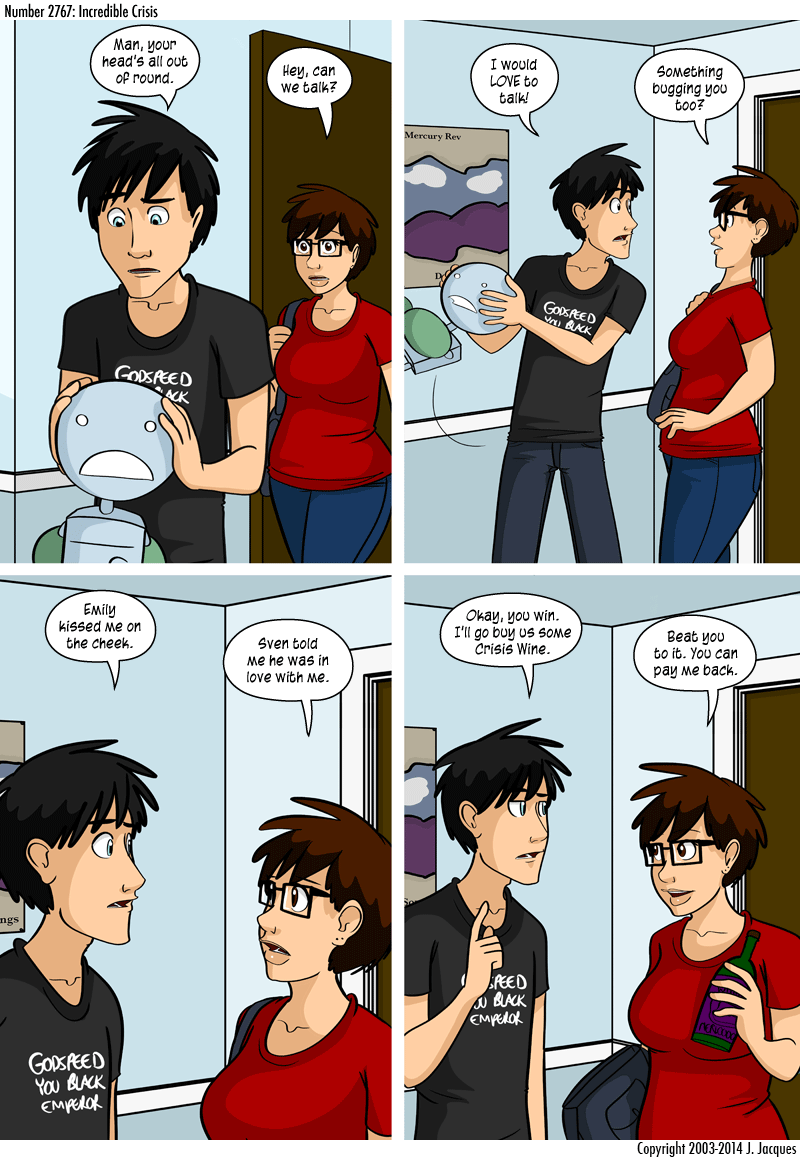 Number 2767: Incredible Crisis
Man, your
head's all out
of round.
Hey, can
we talk?
GODSPEED
BLACK
I would
LOVE to
talk!
Something
bugging you
too?
Mercury Rev
GODSPEED
YOU BLACK
Emily
kissed me on
the cheek.
Sven told
me he was in
love with me.
ngs
GODSPEED
YOU BLACK
EMPEROR
Okay, you win.
I'll go buy us some
Crisis Wine.
Beat you
to it. You can
pay me back.
SPEED
YOU BLACK
EMPEROR
Copyright 2003-2014 J. Jacques